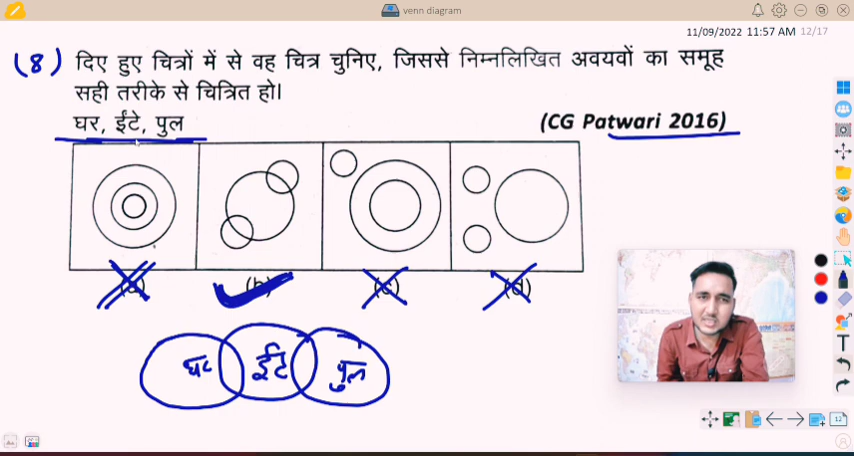 venn diagram
11/09/2022 11:57 AM 12/17
(8) दिए हुए चित्रों में से वह चित्र चुनिए, जिससे निम्नलिखित अवयवों का समूह
सही तरीके से चित्रित हो।
घर, ईंटे, पुल
(CG Patwari 2016)
(a) (b) (c) (d)
घर ईंटे पुल
T
12